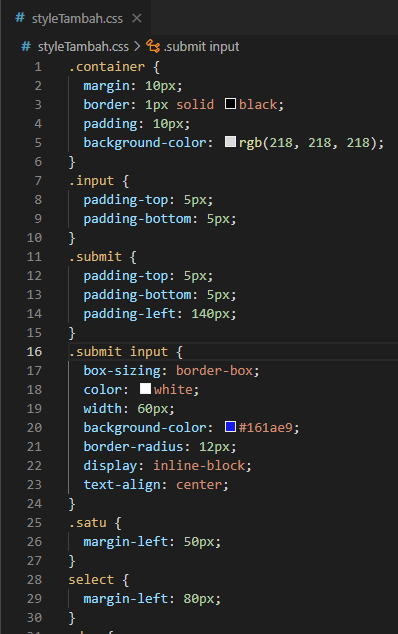 # styleTambah.css ×
# styleTambah.css > .submit input
1 .container {
2 margin: 10px;
3 border: 1px solid black;
4 padding: 10px;
5 background-color: rgb(218, 218, 218);
6 }
7 .input {
8 padding-top: 5px;
9 padding-bottom: 5px;
10 }
11 .submit {
12 padding-top: 5px;
13 padding-bottom: 5px;
14 padding-left: 140px;
15 }
16 .submit input {
17 box-sizing: border-box;
18 color: white;
19 width: 60px;
20 background-color: #161ae9;
21 border-radius: 12px;
22 display: inline-block;
23 text-align: center;
24 }
25 .satu {
26 margin-left: 50px;
27 }
28 select {
29 margin-left: 80px;
30 }